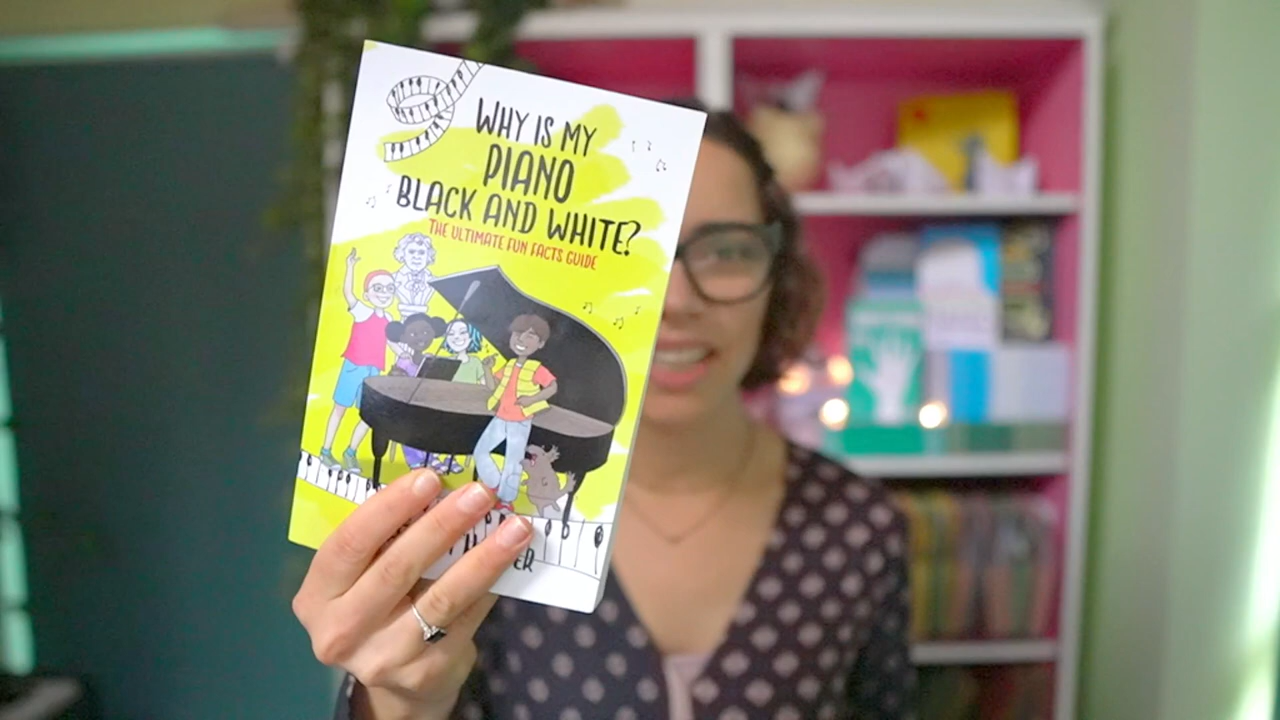 WHY IS MY
PIANO
BLACK AND WHITE?
THE ULTIMATE FUN FACTS GUIDE